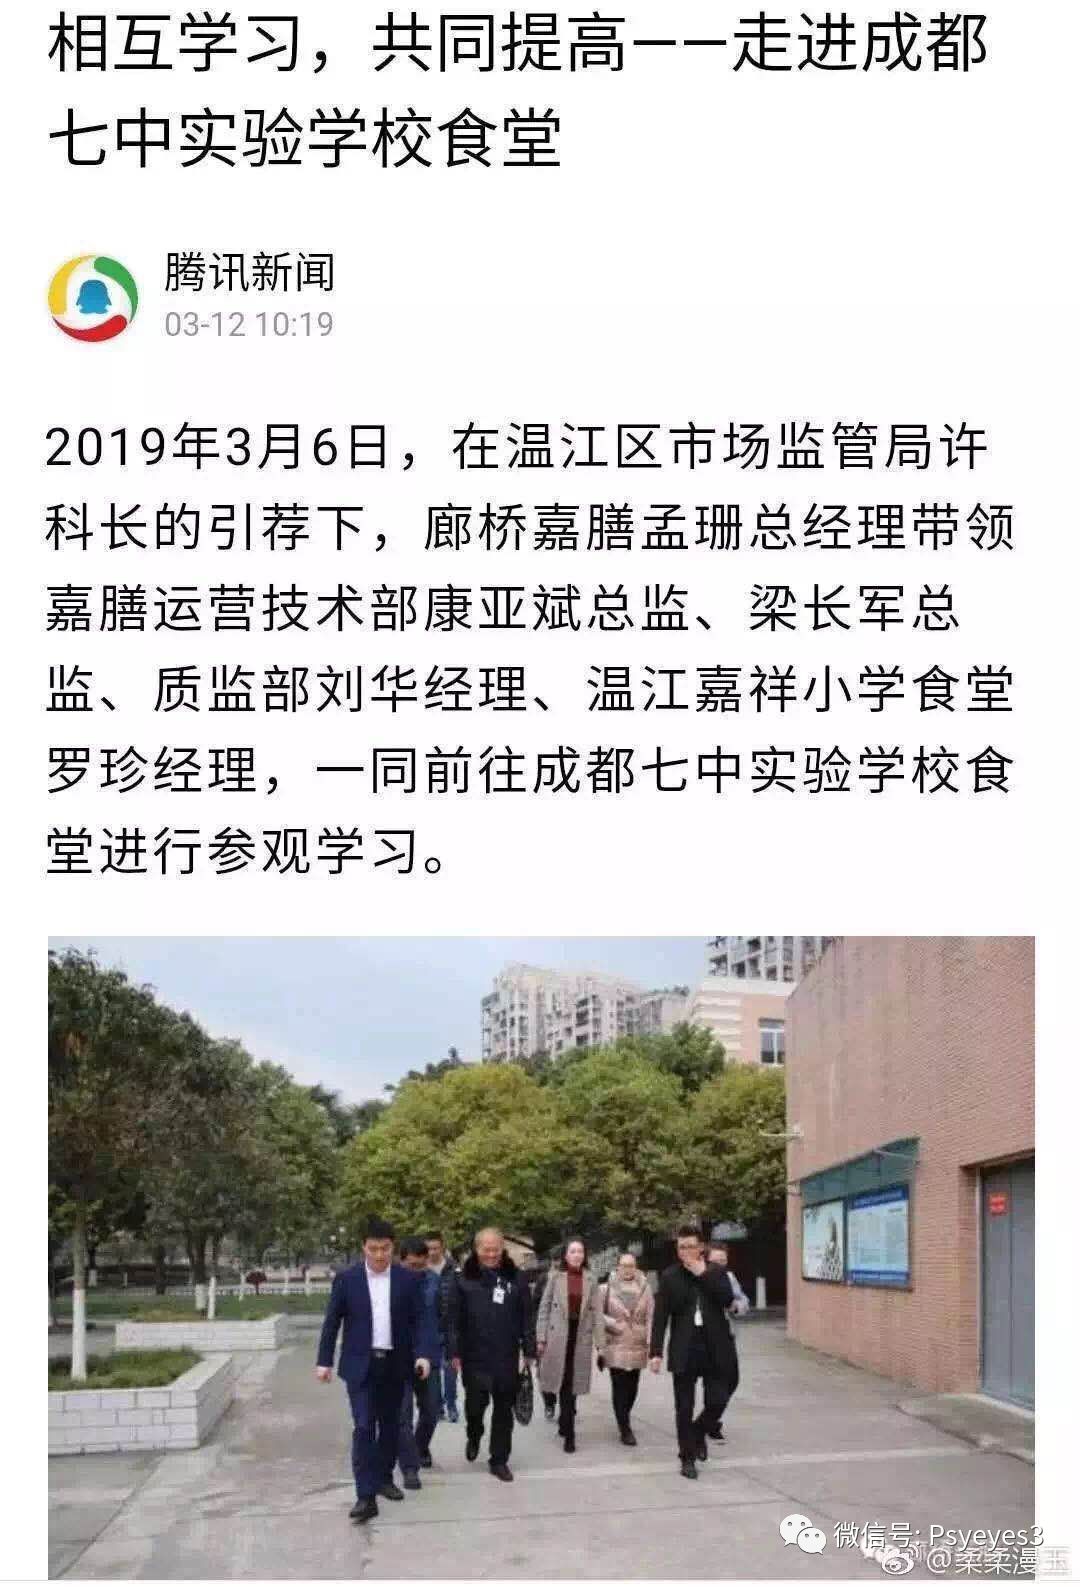 相互学习，共同提高——走进成都
七中实验学校食堂
腾讯新闻
03-12 10:19
2019年3月6日，在温江区市场监管局许
科长的引荐下，廊桥嘉膳孟珊总经理带领
嘉膳运营技术部康亚斌总监、梁长军总
监、质监部刘华经理、温江嘉祥小学食堂
罗珍经理，一同前往成都七中实验学校食
堂进行参观学习。
微信号: Psyeyes3
@柔柔漫玉